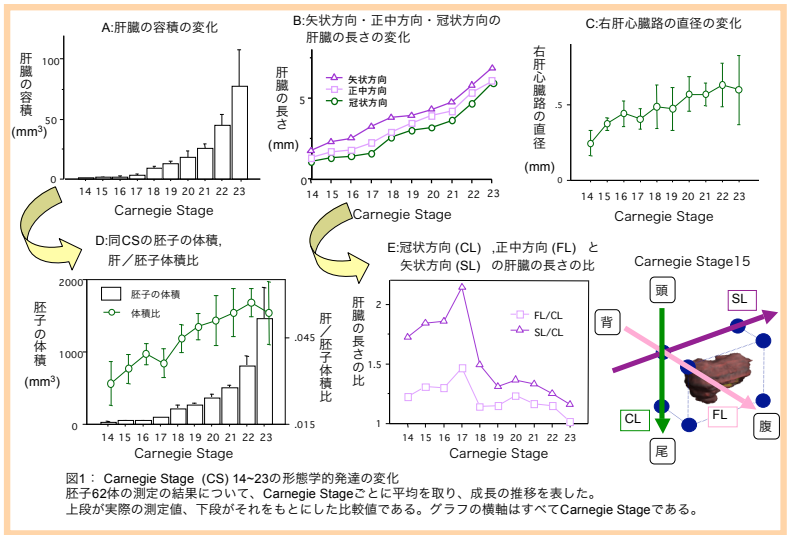 A:肝臓の容積の変化
肝臓の容積
(mm³)
100
50
0
14 15 16 17 18 19 20 21 22 23
Carnegie Stage
B:矢状方向・正中方向・冠状方向の
肝臓の長さの変化
肝臓の長さ
(mm)
5
0
矢状方向
正中方向
冠状方向
14 15 16 17 18 19 20 21 22 23
Carnegie Stage
C:右肝心臓路の直径の変化
右肝心臓路の直径
(mm)
.5
0
14 15 16 17 18 19 20 21 22 23
Carnegie Stage
D:同CSの胚子の体積,
肝／胚子体積比
胚子の体積
(mm³)
2000
1000
0
胚子の体積
体積比
.045
.015
肝／胚子体積比
14 15 16 17 18 19 20 21 22 23
Carnegie Stage
E:冠状方向 (CL) ,正中方向 (FL) と
矢状方向 (SL) の肝臓の長さの比
肝臓の長さの比
2
1.5
1
FL/CL
SL/CL
14 15 16 17 18 19 20 21 22 23
Carnegie Stage
Carnegie Stage15
頭
SL
背
CL
FL
腹
尾
図1： Carnegie Stage (CS) 14~23の形態学的発達の変化
胚子62体の測定の結果について、Carnegie Stageごとに平均を取り、成長の推移を表した。
上段が実際の測定値、下段がそれをもとにした比較値である。グラフの横軸はすべてCarnegie Stageである。